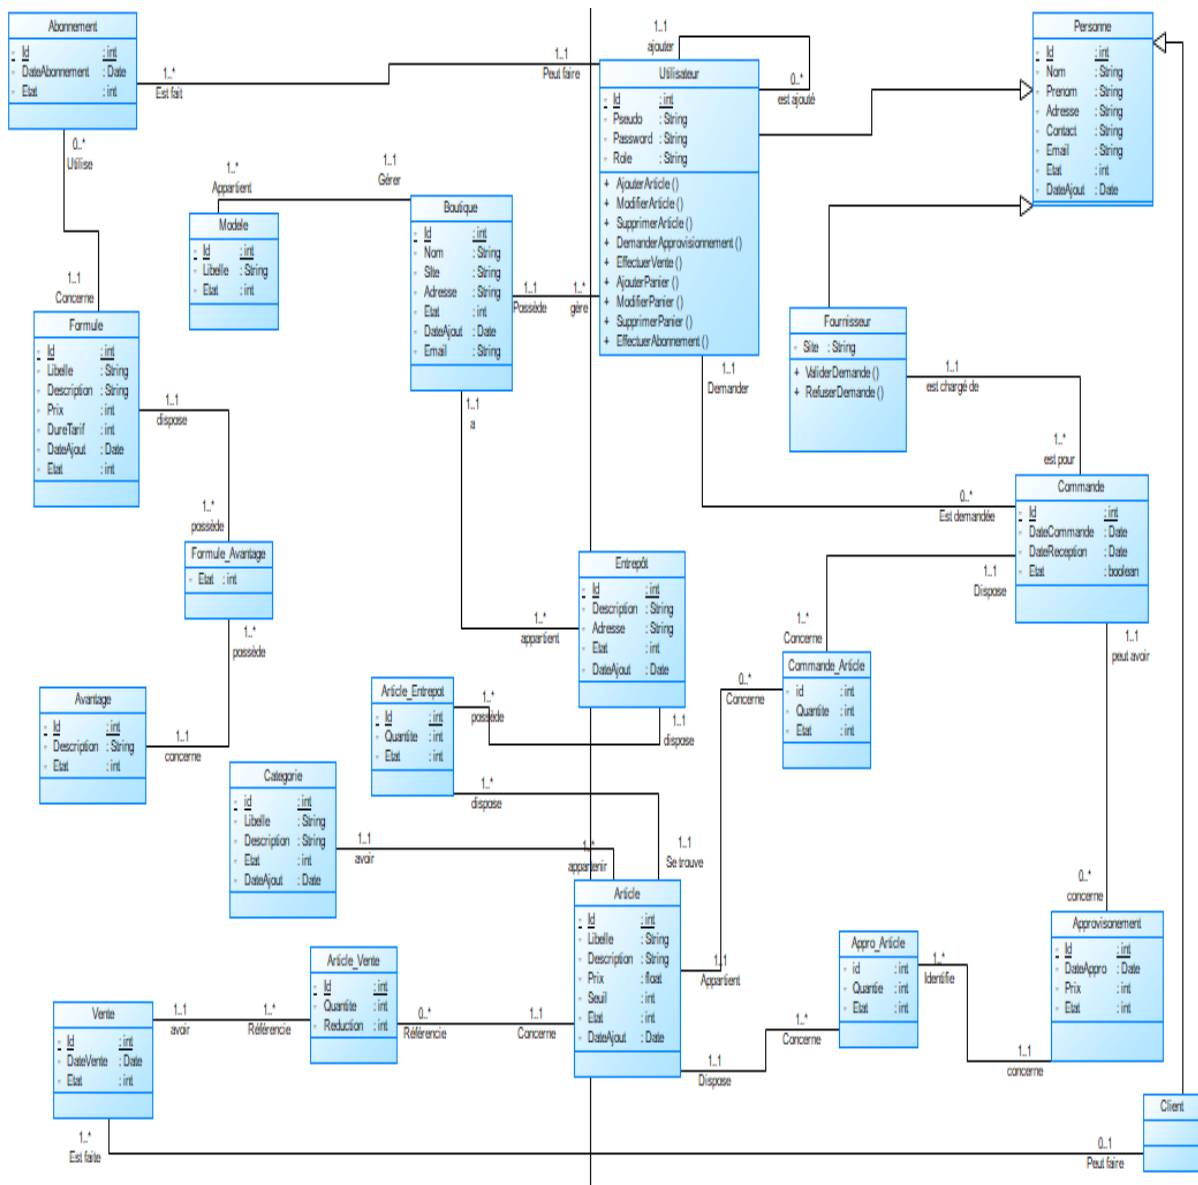 Abonnement
- Id : int
- DateAbonnement : Date
- Etat : int
1..*
Est fait
1..1
Peut faire
1..1
ajouter
0..*
est ajouté
Utilisateur
- Id : int
- Pseudo : String
- Password : String
- Role : String
+ AjouterArticle ()
+ ModifierArticle ()
+ SupprimerArticle ()
+ DemanderApprovisionnement ()
+ EffectuerVente ()
+ AjouterPanier ()
+ ModifierPanier ()
+ SupprimerPanier ()
+ EffectuerAbonnement ()
Personne
- Id : int
- Nom : String
- Prenom : String
- Adresse : String
- Contact : String
- Email : String
- Etat : int
- DateAjout : Date
0..*
Utilise
1..1
Concerne
1..*
Appartient
1..1
Gérer
Modele
- Id : int
- Libelle : String
- Etat : int
Boutique
- Id : int
- Nom : String
- Site : String
- Adresse : String
- Etat : int
- DateAjout : Date
- Email : String
1..1
Possède
1..*
gère
Formule
- Id : int
- Libelle : String
- Description : String
- Prix : int
- DureTarif : int
- DateAjout : Date
- Etat : int
1..1
dispose
1..*
possède
Fournisseur
- Site : String
+ ValiderDemande ()
+ RefuserDemande ()
1..1
est chargé de
1..*
est pour
1..1
Demander
0..*
Est demandée
1..1
a
1..*
appartient
Commande
- Id : int
- DateCommande : Date
- DateReception : Date
- Etat : boolean
1..1
Dispose
1..*
Concerne
1..1
peut avoir
0..*
concerne
Formule_Avantage
- Etat : int
1..*
possède
1..1
concerne
Entrepôt
- Id : int
- Description : String
- Adresse : String
- Etat : int
- DateAjout : Date
1..1
dispose
Commande_Article
- id : int
- Quantite : int
- Etat : int
0..*
Concerne
1..1
Appartient
Avantage
- Id : int
- Description : String
- Etat : int
Article_Entrepot
- Id : int
- Quantite : int
- Etat : int
1..*
possède
1..*
dispose
1..1
Se trouve
Categorie
- id : int
- Libelle : String
- Description : String
- Etat : int
- DateAjout : Date
1..1
avoir
1..*
appartenir
Article
- Id : int
- Libelle : String
- Description : String
- Prix : float
- Seuil : int
- Etat : int
- DateAjout : Date
Appro_Article
- id : int
- Quantie : int
- Etat : int
1..*
Identifie
1..1
concerne
1..*
Concerne
1..1
Dispose
Approvisonement
- Id : int
- DateAppro : Date
- Prix : int
- Etat : int
Article_Vente
- Id : int
- Quantite : int
- Reduction : int
0..*
Référencie
1..1
Concerne
Vente
- Id : int
- DateVente : Date
- Etat : int
1..1
avoir
1..*
Référencie
1..*
Est faite
0..1
Peut faire
Client